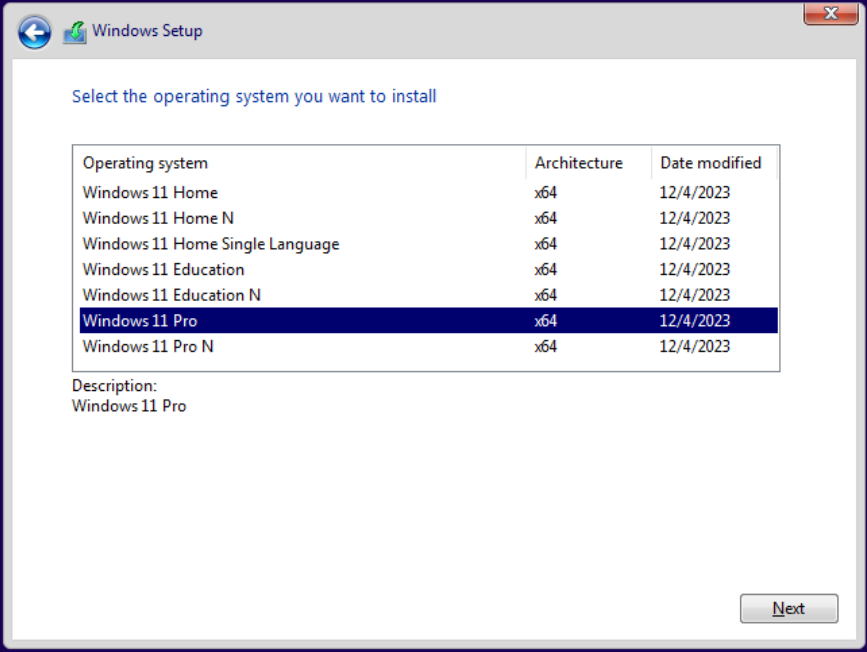 Windows Setup
Select the operating system you want to install
Operating system Architecture Date modified
Windows 11 Home x64 12/4/2023
Windows 11 Home N x64 12/4/2023
Windows 11 Home Single Language x64 12/4/2023
Windows 11 Education x64 12/4/2023
Windows 11 Education N x64 12/4/2023
Windows 11 Pro x64 12/4/2023
Windows 11 Pro N x64 12/4/2023
Description:
Windows 11 Pro
Next